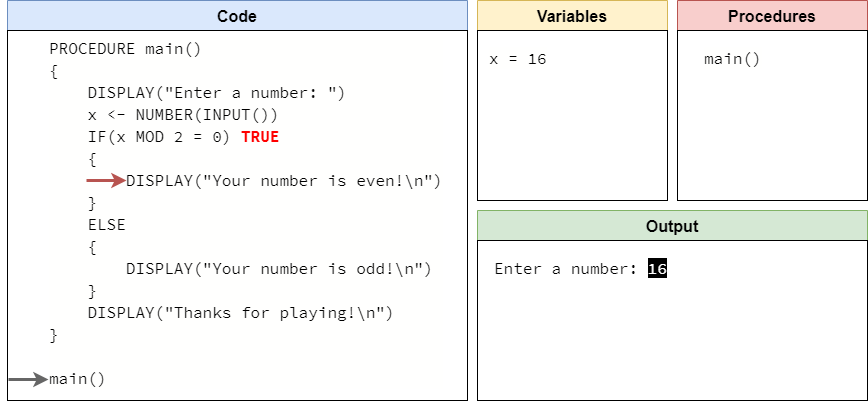 Code
PROCEDURE main()
{
DISPLAY("Enter a number: ")
x <- NUMBER(INPUT())
IF(x MOD 2 = 0) TRUE
{
DISPLAY("Your number is even!\n")
}
ELSE
{
DISPLAY("Your number is odd!\n")
}
DISPLAY("Thanks for playing!\n")
}
main()
Variables
x = 16
Procedures
main()
Output
Enter a number: 16